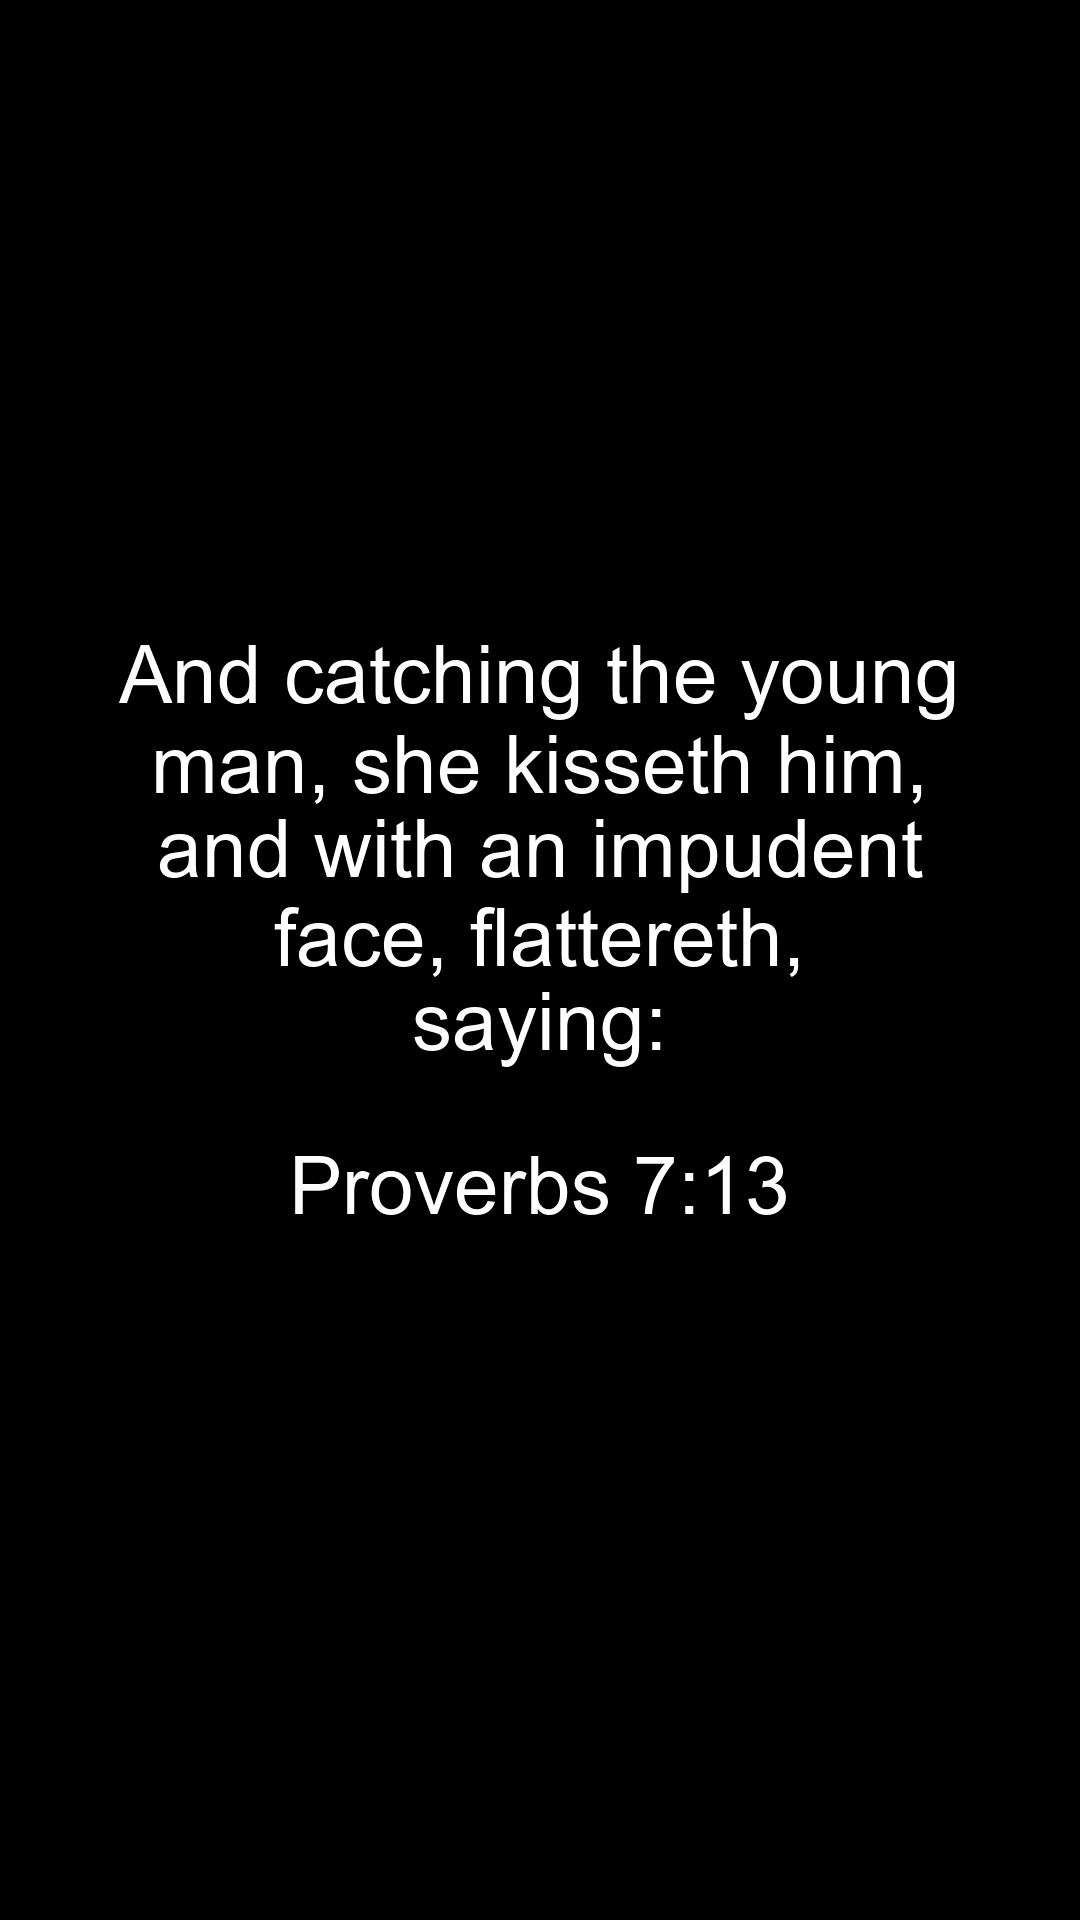 And catching the young
man, she kisseth him,
and with an impudent
face, flattereth,
saying:
Proverbs 7:13